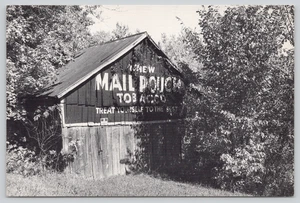 CHEW
MAIL POUCH
TOBACCO
TREAT YOURSELF TO THE BEST